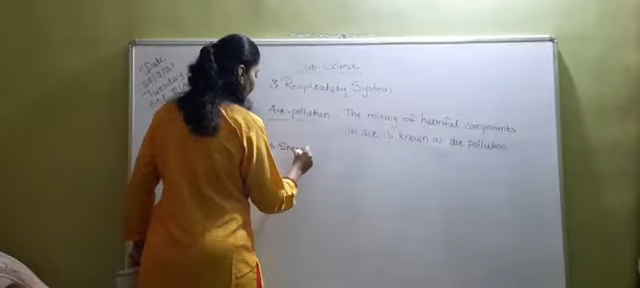 Date
Tuesday
Sub: Science
3 Respiratory System
Air-pollution- The mixing of harmful components
in air is known as air pollution